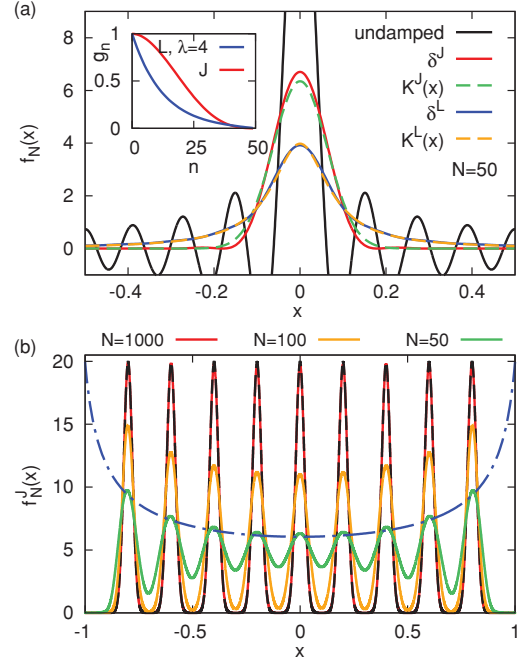 (a)
undamped
δ^J
K^J(x)
δ^L
K^L(x)
N=50
g_n
1
0.5
0
L, λ=4
J
0 25 50
n
f_N(x)
8
6
4
2
0
-0.4 -0.2 0 0.2 0.4
x
(b)
N=1000 N=100 N=50
f_N^J(x)
20
15
10
5
0
-1 -0.5 0 0.5 1
x